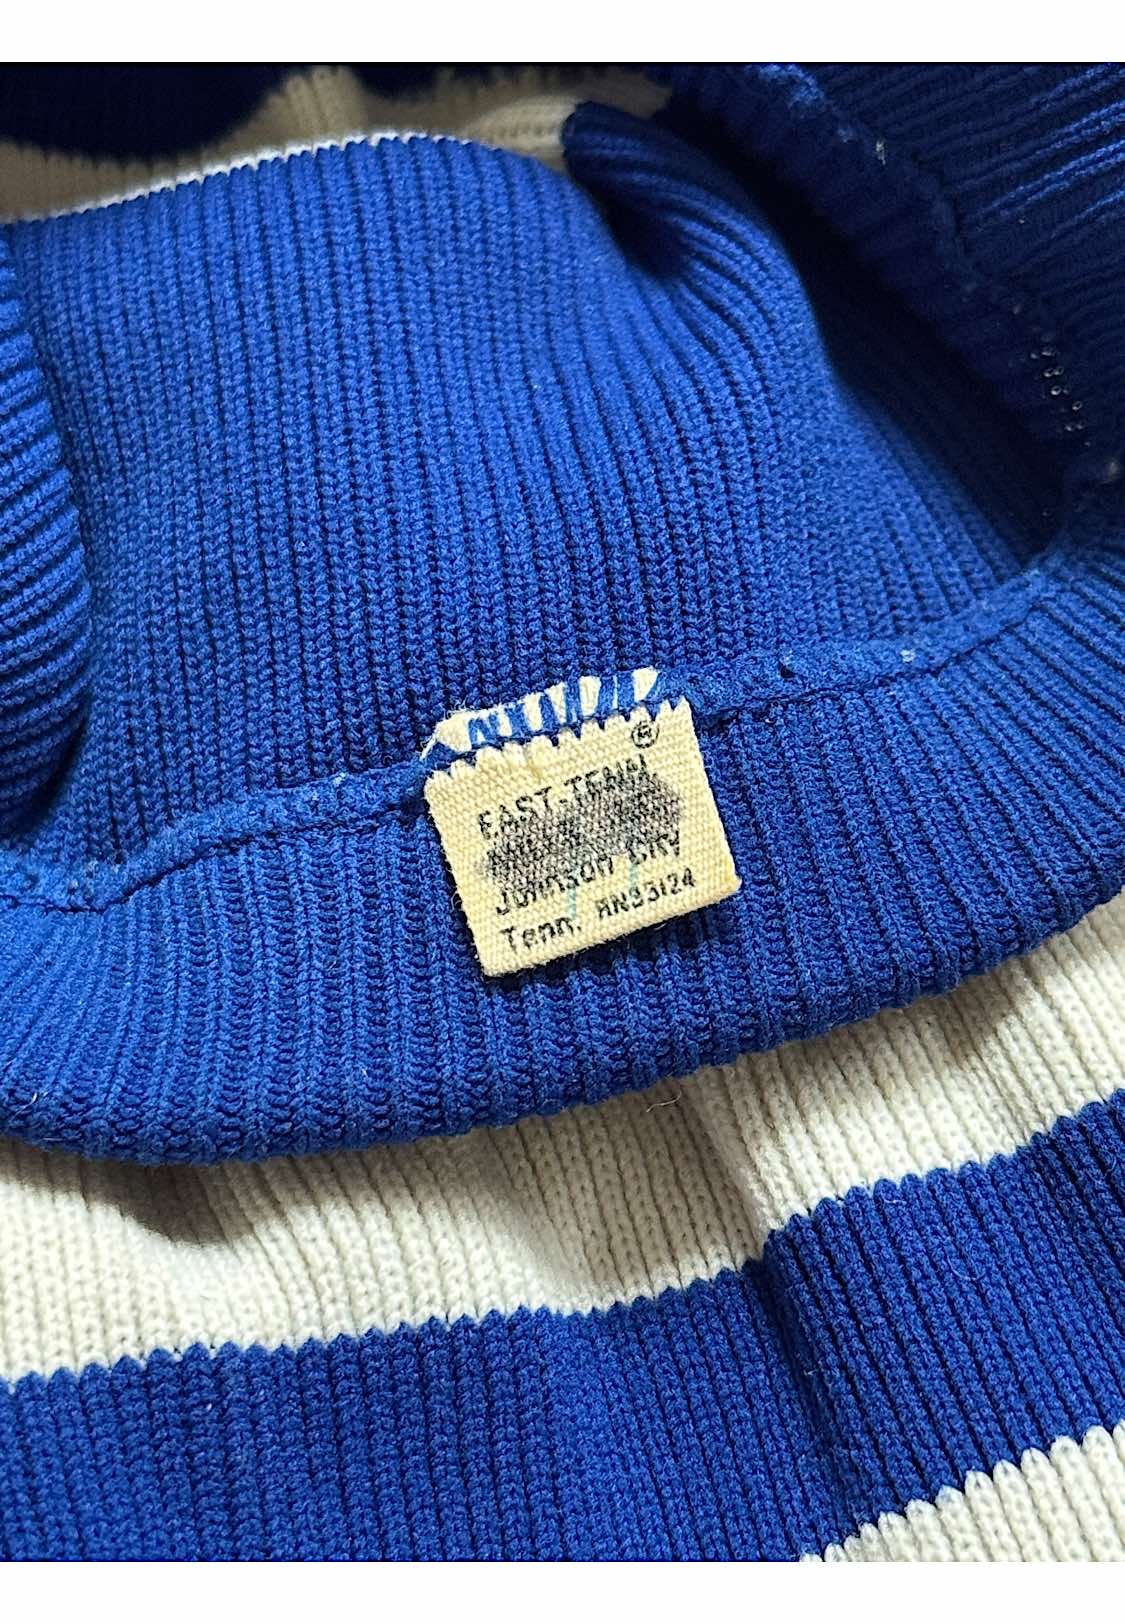 ®
EAST. TENN
Johnson City
Tenn. RN33124